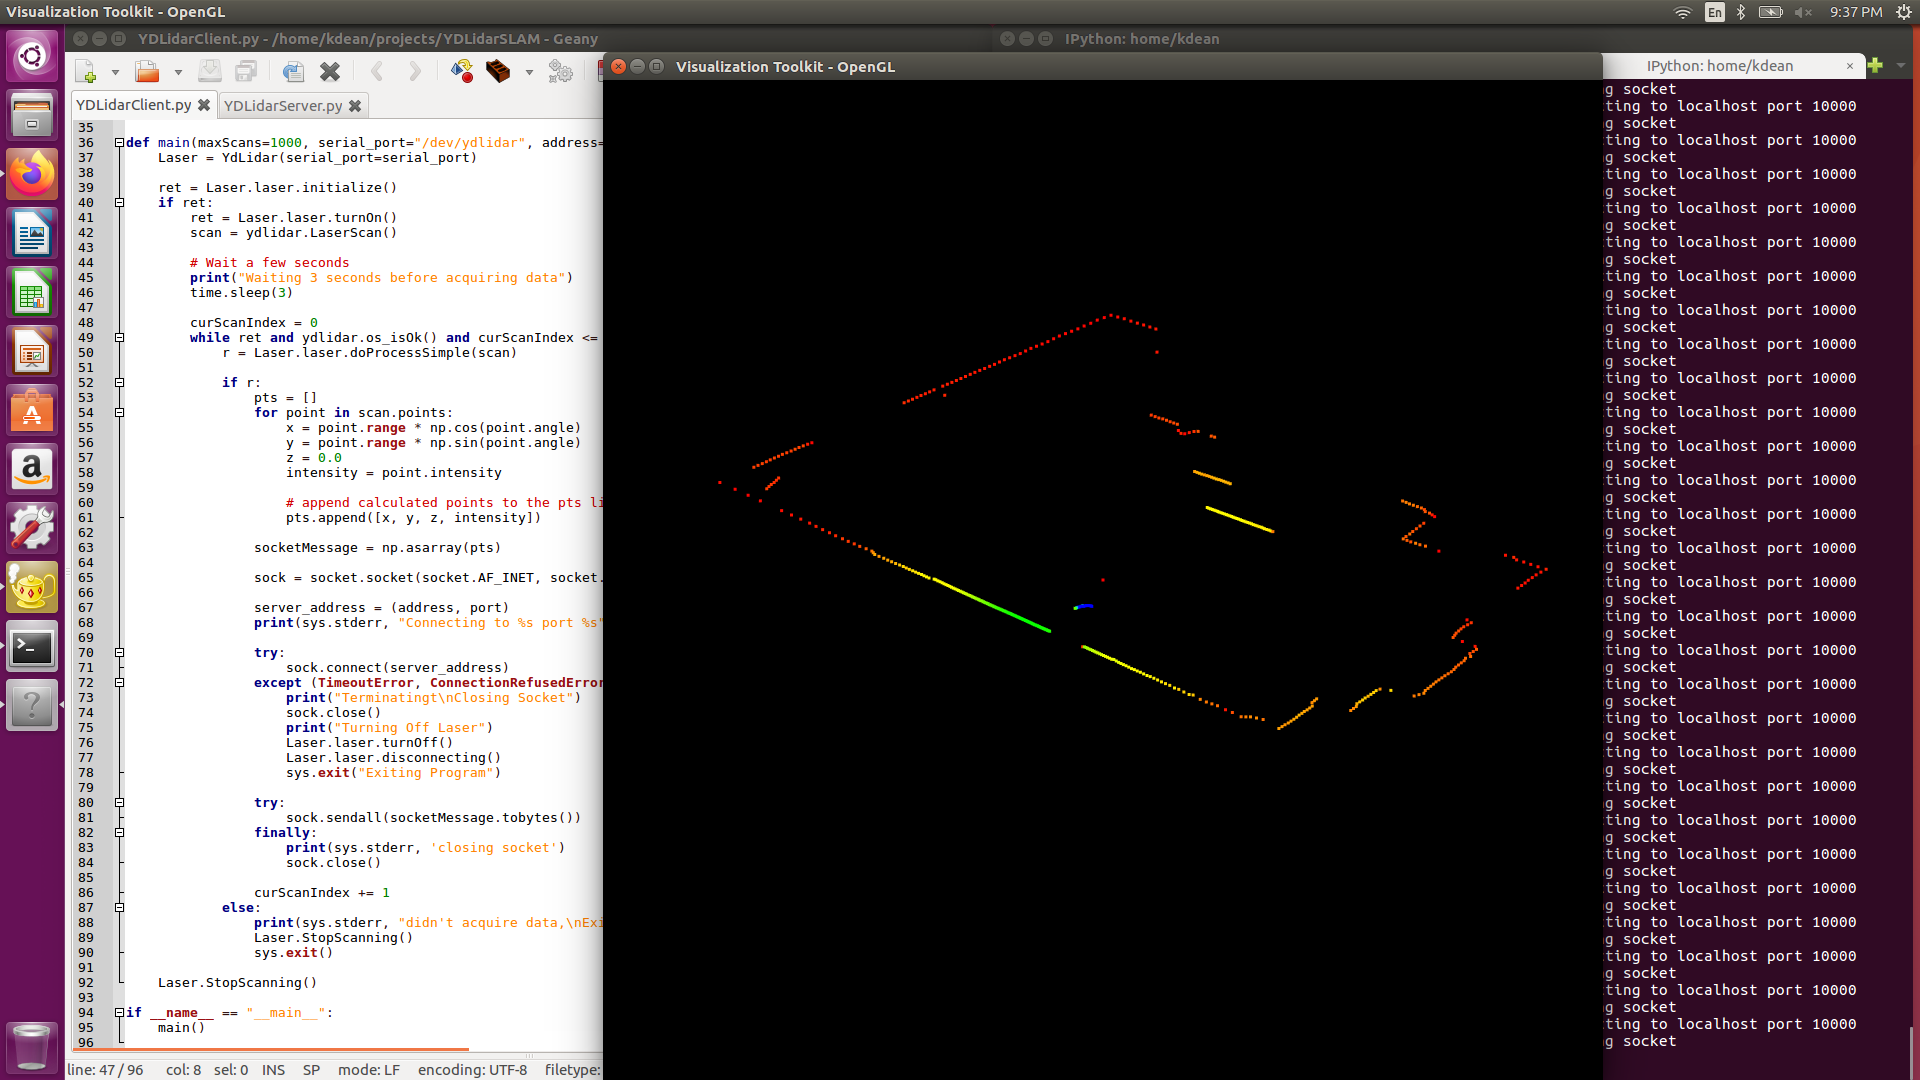 Visualization Toolkit - OpenGL
En
9:37 PM
YDLidarClient.py - /home/kdean/projects/YDLidarSLAM - Geany
IPython: home/kdean
Visualization Toolkit - OpenGL
IPython: home/kdean
YDLidarClient.py
YDLidarServer.py
35
36 def main(maxScans=1000, serial_port="/dev/ydlidar", address=
37 Laser = YdLidar(serial_port=serial_port)
38
39 ret = Laser.laser.initialize()
40 if ret:
41 ret = Laser.laser.turnOn()
42 scan = ydlidar.LaserScan()
43
44 # Wait a few seconds
45 print("Waiting 3 seconds before acquiring data")
46 time.sleep(3)
47
48 curScanIndex = 0
49 while ret and ydlidar.os_isOk() and curScanIndex <=
50 r = Laser.laser.doProcessSimple(scan)
51
52 if r:
53 pts = []
54 for point in scan.points:
55 x = point.range * np.cos(point.angle)
56 y = point.range * np.sin(point.angle)
57 z = 0.0
58 intensity = point.intensity
59
60 # append calculated points to the pts li
61 pts.append([x, y, z, intensity])
62
63 socketMessage = np.asarray(pts)
64
65 sock = socket.socket(socket.AF_INET, socket.
66
67 server_address = (address, port)
68 print(sys.stderr, "Connecting to %s port %s"
69
70 try:
71 sock.connect(server_address)
72 except (TimeoutError, ConnectionRefusedError
73 print("Terminatingt\nClosing Socket")
74 sock.close()
75 print("Turning Off Laser")
76 Laser.laser.turnOff()
77 Laser.laser.disconnecting()
78 sys.exit("Exiting Program")
79
80 try:
81 sock.sendall(socketMessage.tobytes())
82 finally:
83 print(sys.stderr, 'closing socket')
84 sock.close()
85
86 curScanIndex += 1
87 else:
88 print(sys.stderr, "didn't acquire data,\nExi
89 Laser.StopScanning()
90 sys.exit()
91
92 Laser.StopScanning()
93
94 if __name__ == "__main__":
95 main()
96
line: 47 / 96 col: 8 sel: 0 INS SP mode: LF encoding: UTF-8 filetype:
g socket
ting to localhost port 10000
g socket
ting to localhost port 10000
g socket
ting to localhost port 10000
g socket
ting to localhost port 10000
g socket
ting to localhost port 10000
g socket
ting to localhost port 10000
g socket
ting to localhost port 10000
g socket
ting to localhost port 10000
g socket
ting to localhost port 10000
g socket
ting to localhost port 10000
g socket
ting to localhost port 10000
g socket
ting to localhost port 10000
g socket
ting to localhost port 10000
g socket
ting to localhost port 10000
g socket
ting to localhost port 10000
g socket
ting to localhost port 10000
g socket
ting to localhost port 10000
g socket
ting to localhost port 10000
g socket
ting to localhost port 10000
g socket
ting to localhost port 10000
g socket
ting to localhost port 10000
g socket
ting to localhost port 10000
g socket
ting to localhost port 10000
g socket
ting to localhost port 10000
g socket
ting to localhost port 10000
g socket
ting to localhost port 10000
g socket
ting to localhost port 10000
g socket
ting to localhost port 10000
g socket